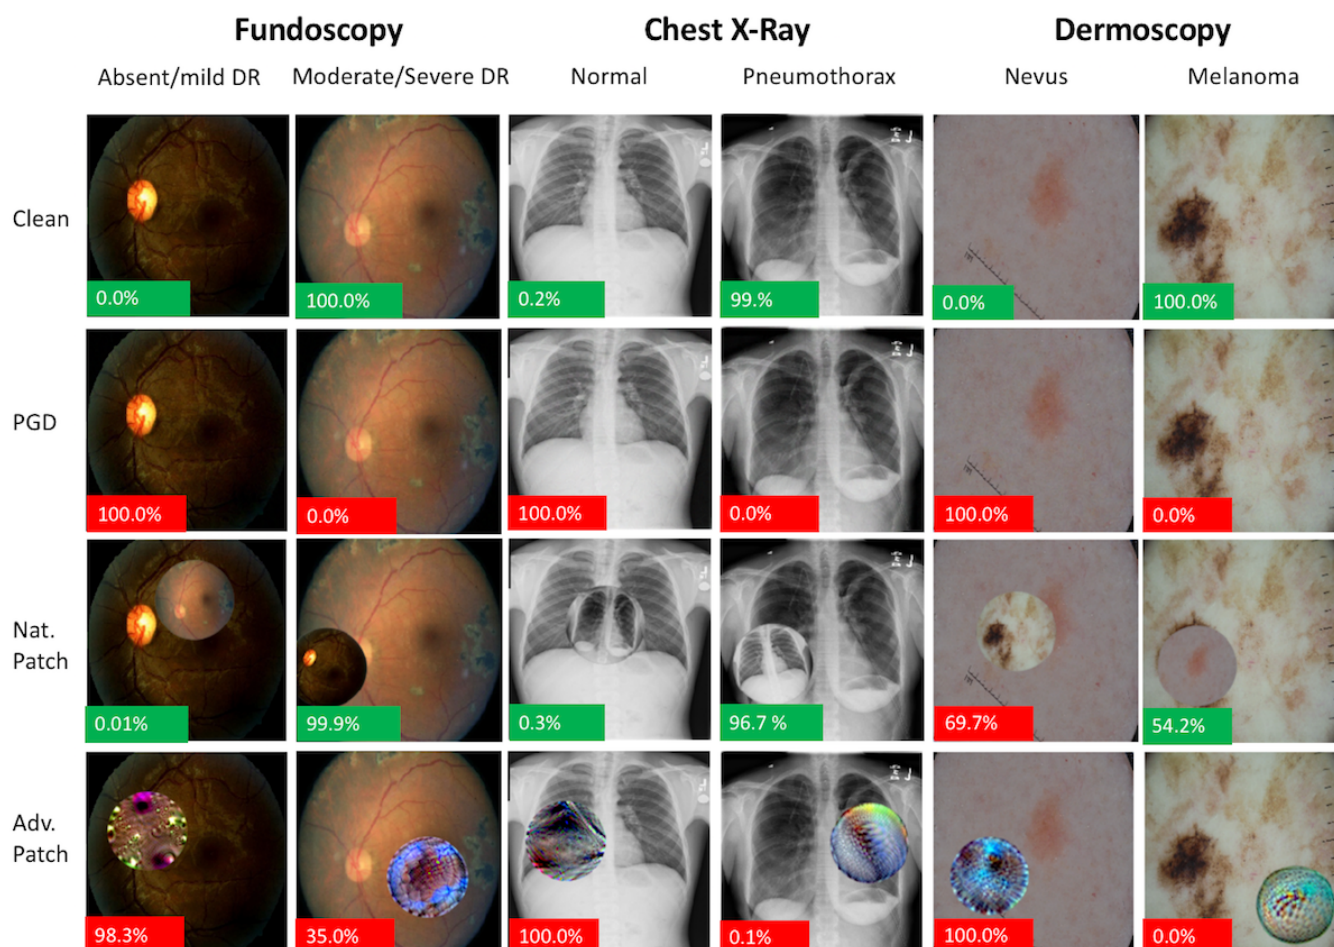 Fundoscopy Chest X-Ray Dermoscopy
Absent/mild DR Moderate/Severe DR Normal Pneumothorax Nevus Melanoma
Clean
0.0% 100.0% 0.2% 99.% 0.0% 100.0%
PGD
100.0% 0.0% 100.0% 0.0% 100.0% 0.0%
Nat.
Patch
0.01% 99.9% 0.3% 96.7 % 69.7% 54.2%
Adv.
Patch
98.3% 35.0% 100.0% 0.1% 100.0% 0.0%